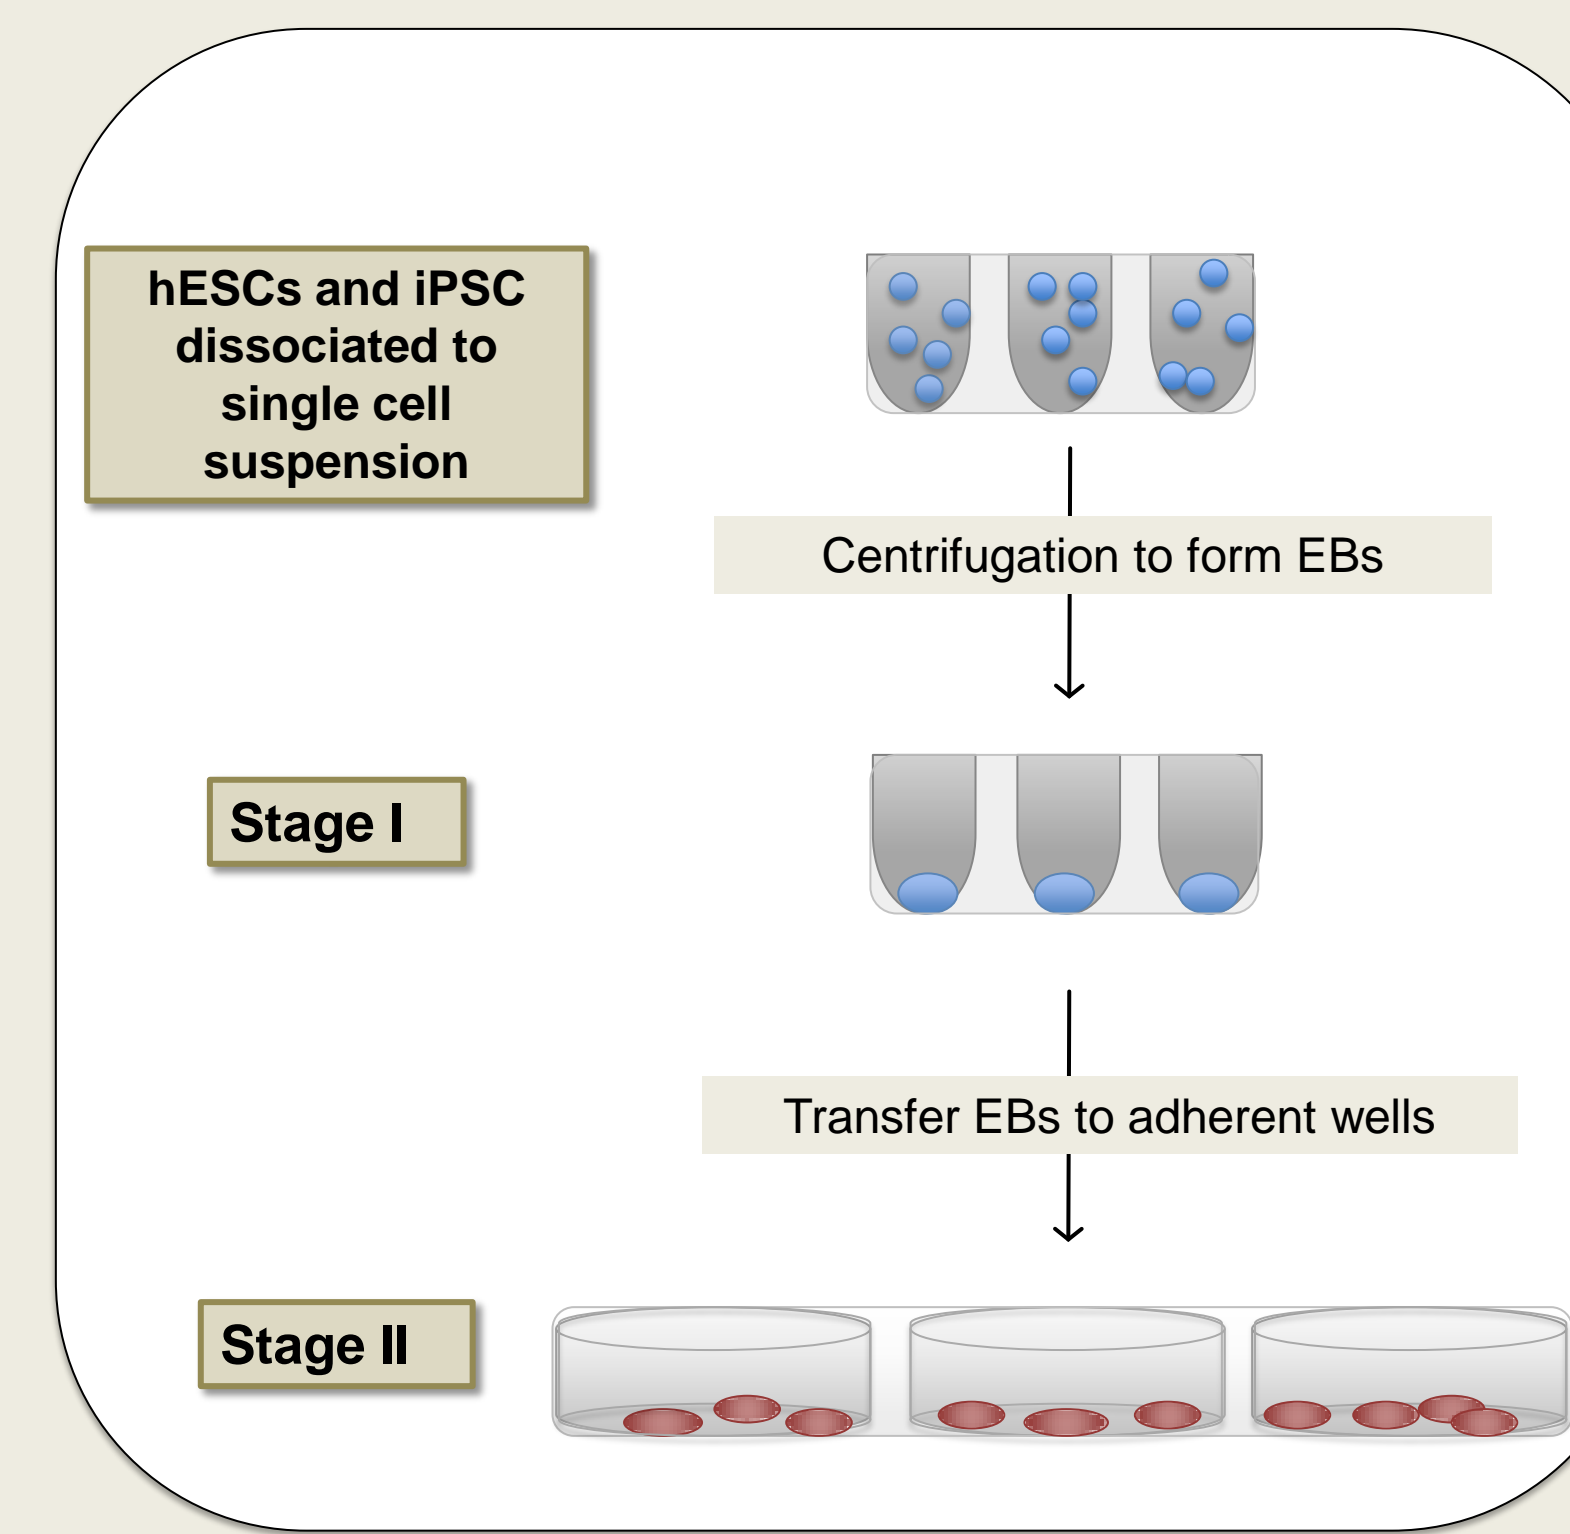 hESCs and iPSC
dissociated to
single cell
suspension
Centrifugation to form EBs
Stage I
Transfer EBs to adherent wells
Stage II